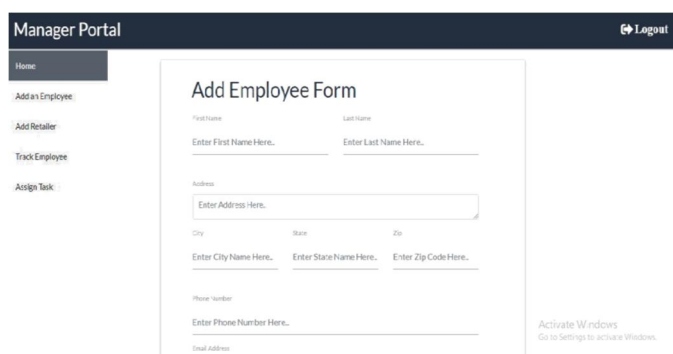 Manager Portal
Logout
Home
Add an Employee
Add Retailer
Track Employee
Assign Task
Add Employee Form
First Name Last Name
Enter First Name Here.. Enter Last Name Here..
Address
Enter Address Here..
City State Zip
Enter City Name Here.. Enter State Name Here.. Enter Zip Code Here..
Phone Number
Enter Phone Number Here..
Email Address
Activate Windows
Go to Settings to activate Windows.